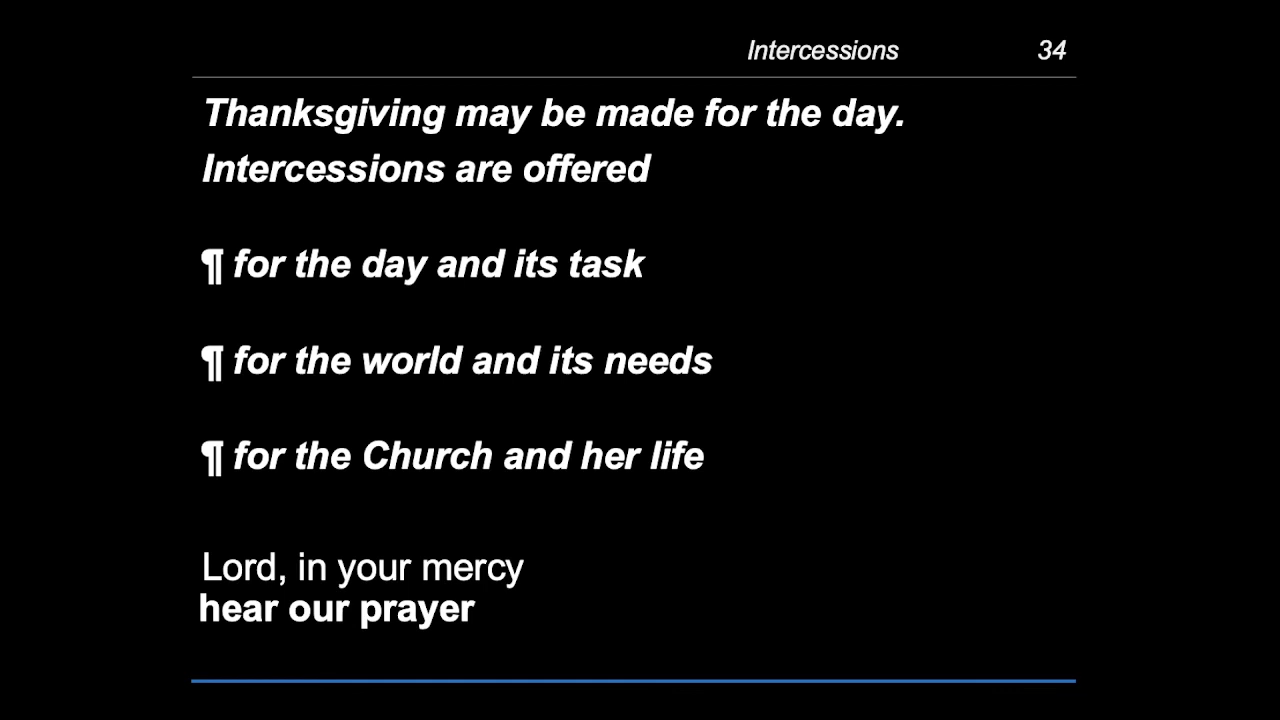 Intercessions 34
Thanksgiving may be made for the day.
Intercessions are offered
¶ for the day and its task
¶ for the world and its needs
¶ for the Church and her life
Lord, in your mercy
hear our prayer